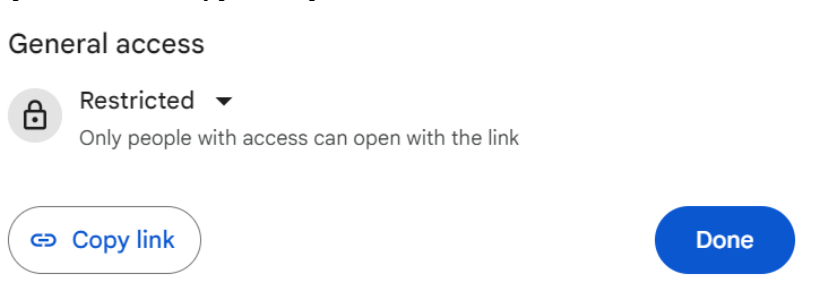 General access
Restricted
Only people with access can open with the link
Copy link
Done